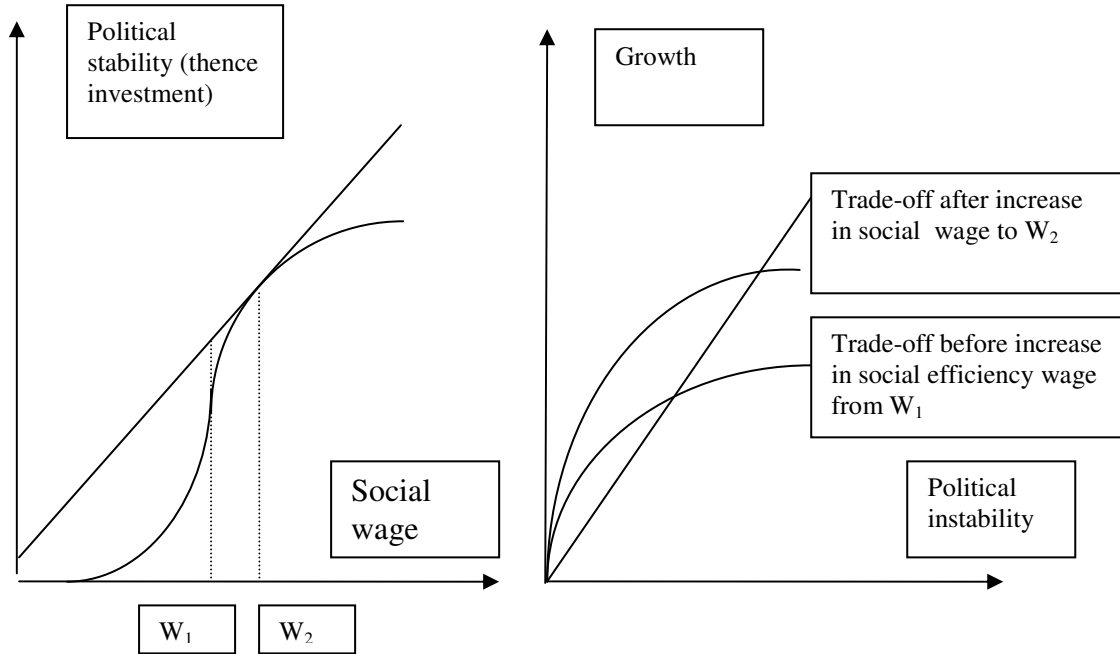 Political
stability (thence
investment)
Social
wage
W₁
W₂
Growth
Trade-off after increase
in social wage to W₂
Trade-off before increase
in social efficiency wage
from W₁
Political
instability